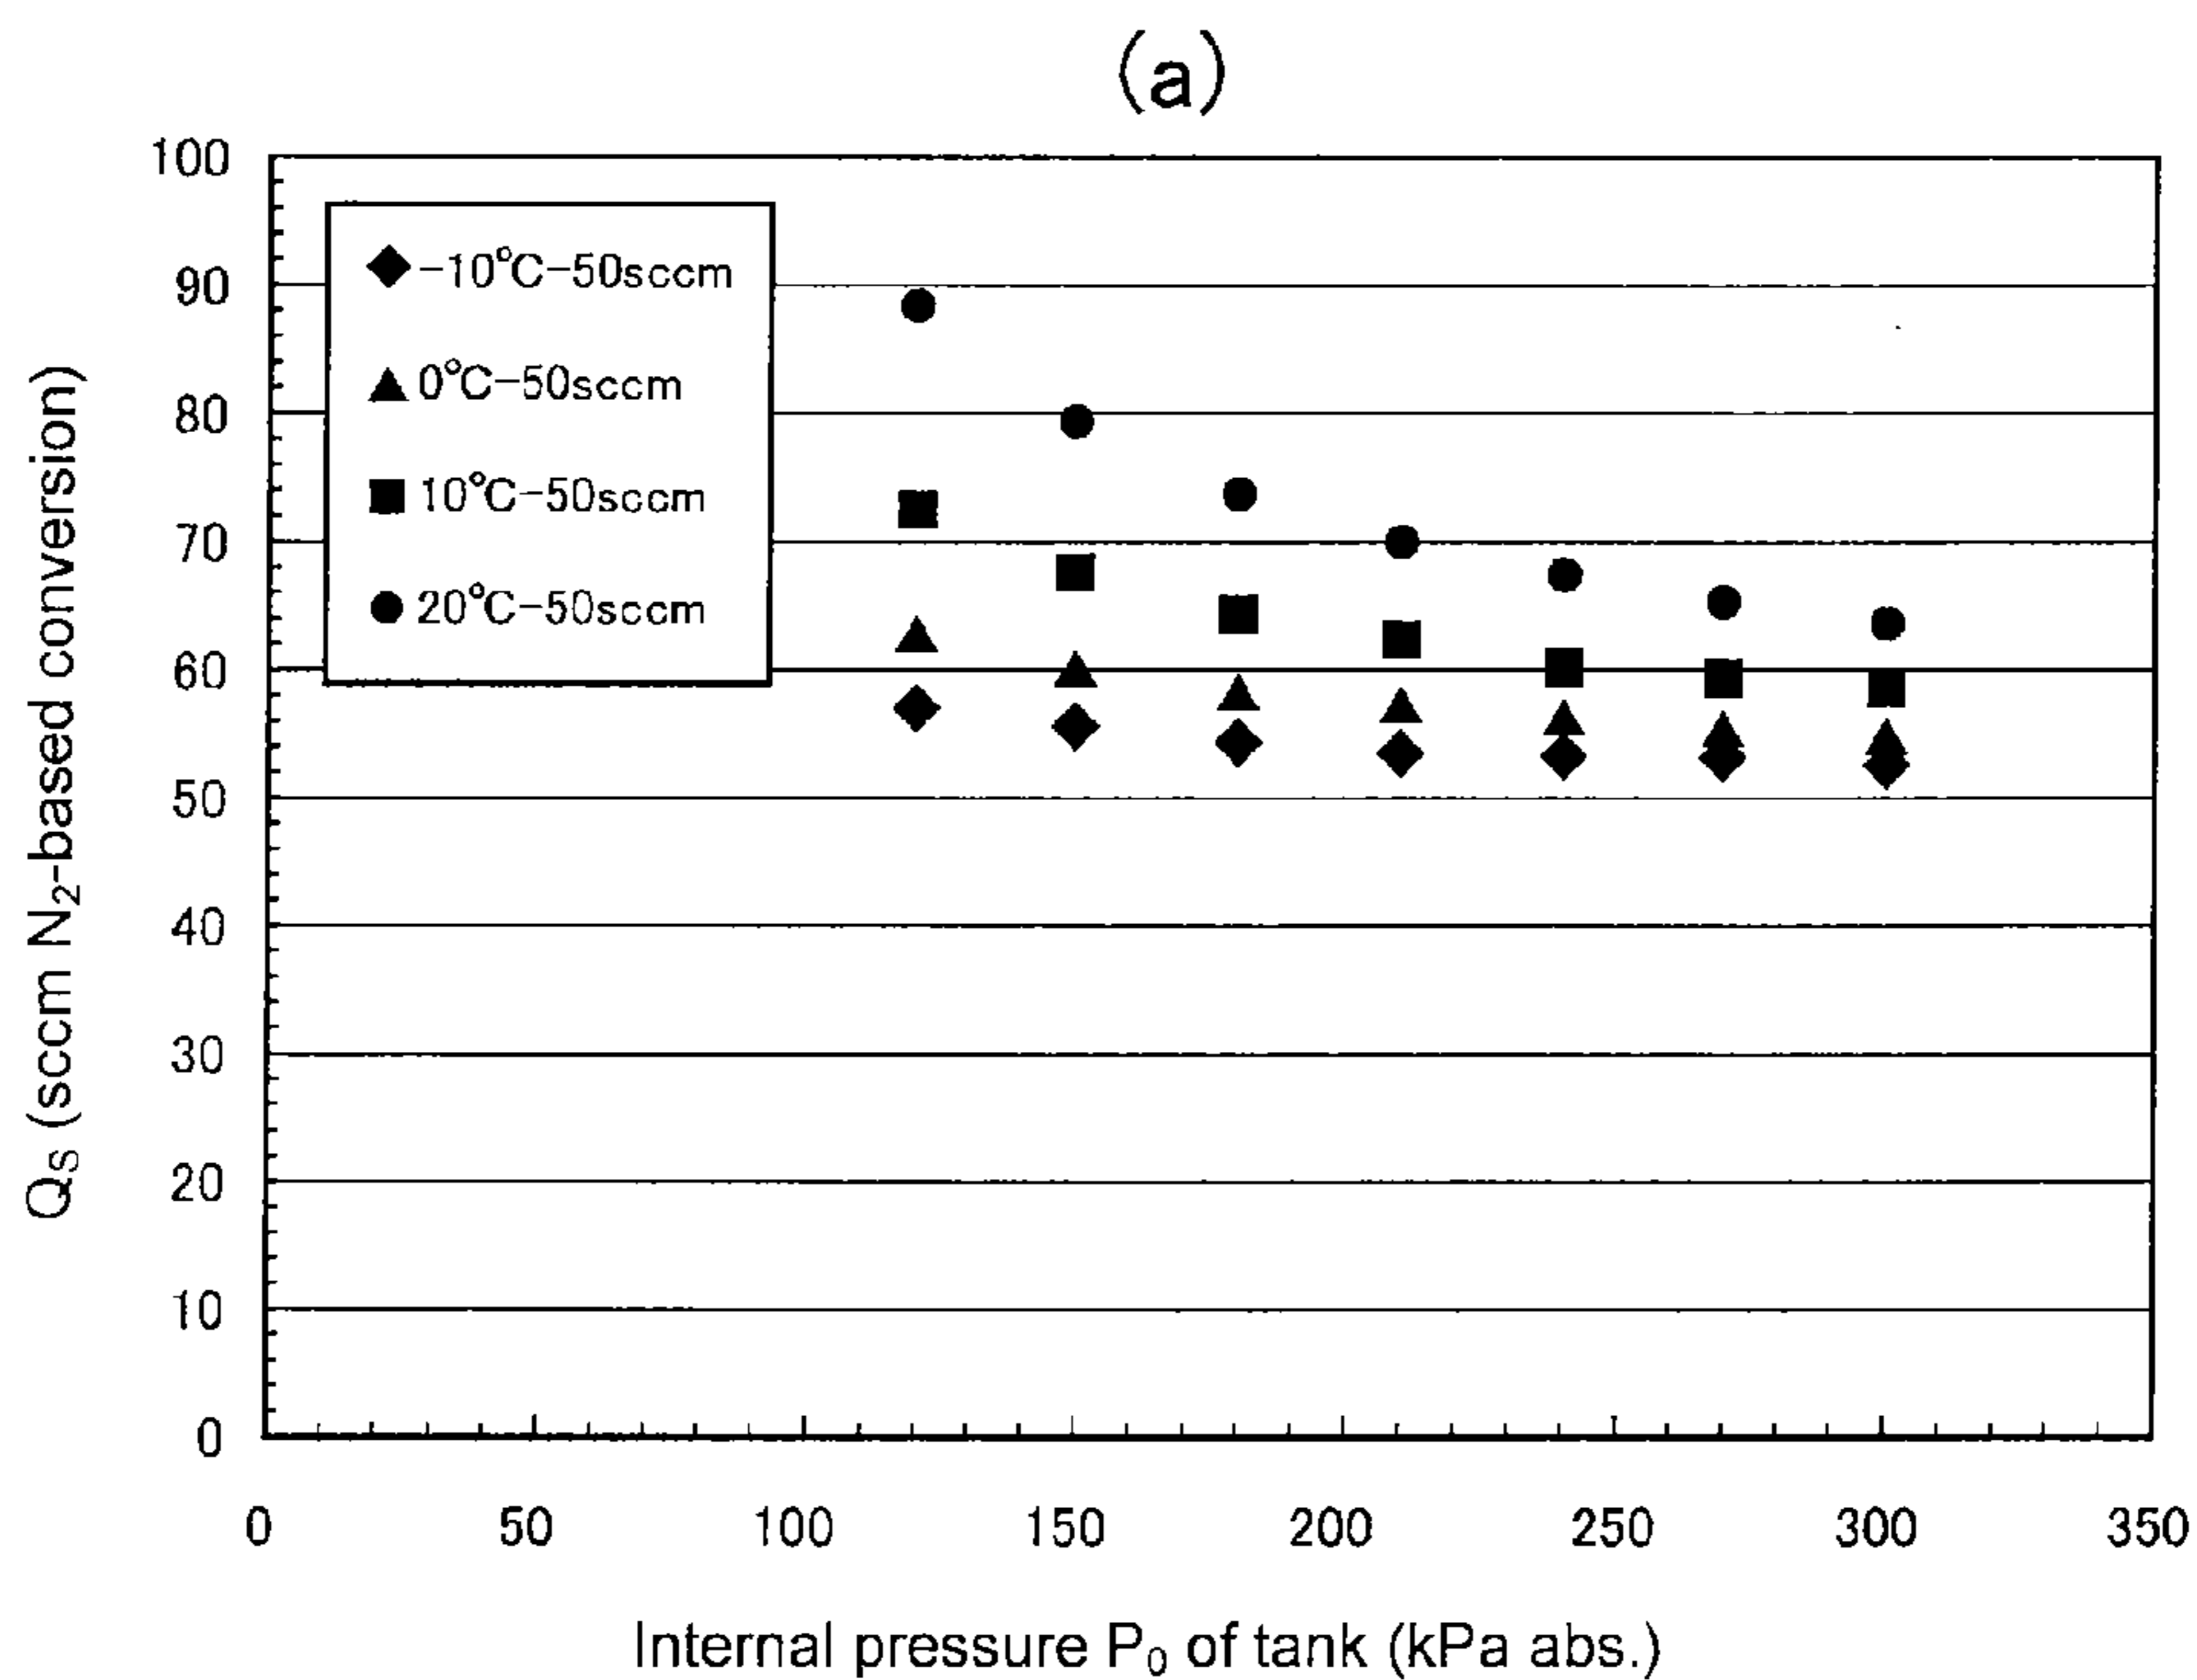 (a)
100
90
80
70
60
50
40
30
20
10
0
Qs (sccm N₂-based conversion)
-10℃-50sccm
0℃-50sccm
10℃-50sccm
20℃-50sccm
0 50 100 150 200 250 300 350
Internal pressure P₀ of tank (kPa abs.)